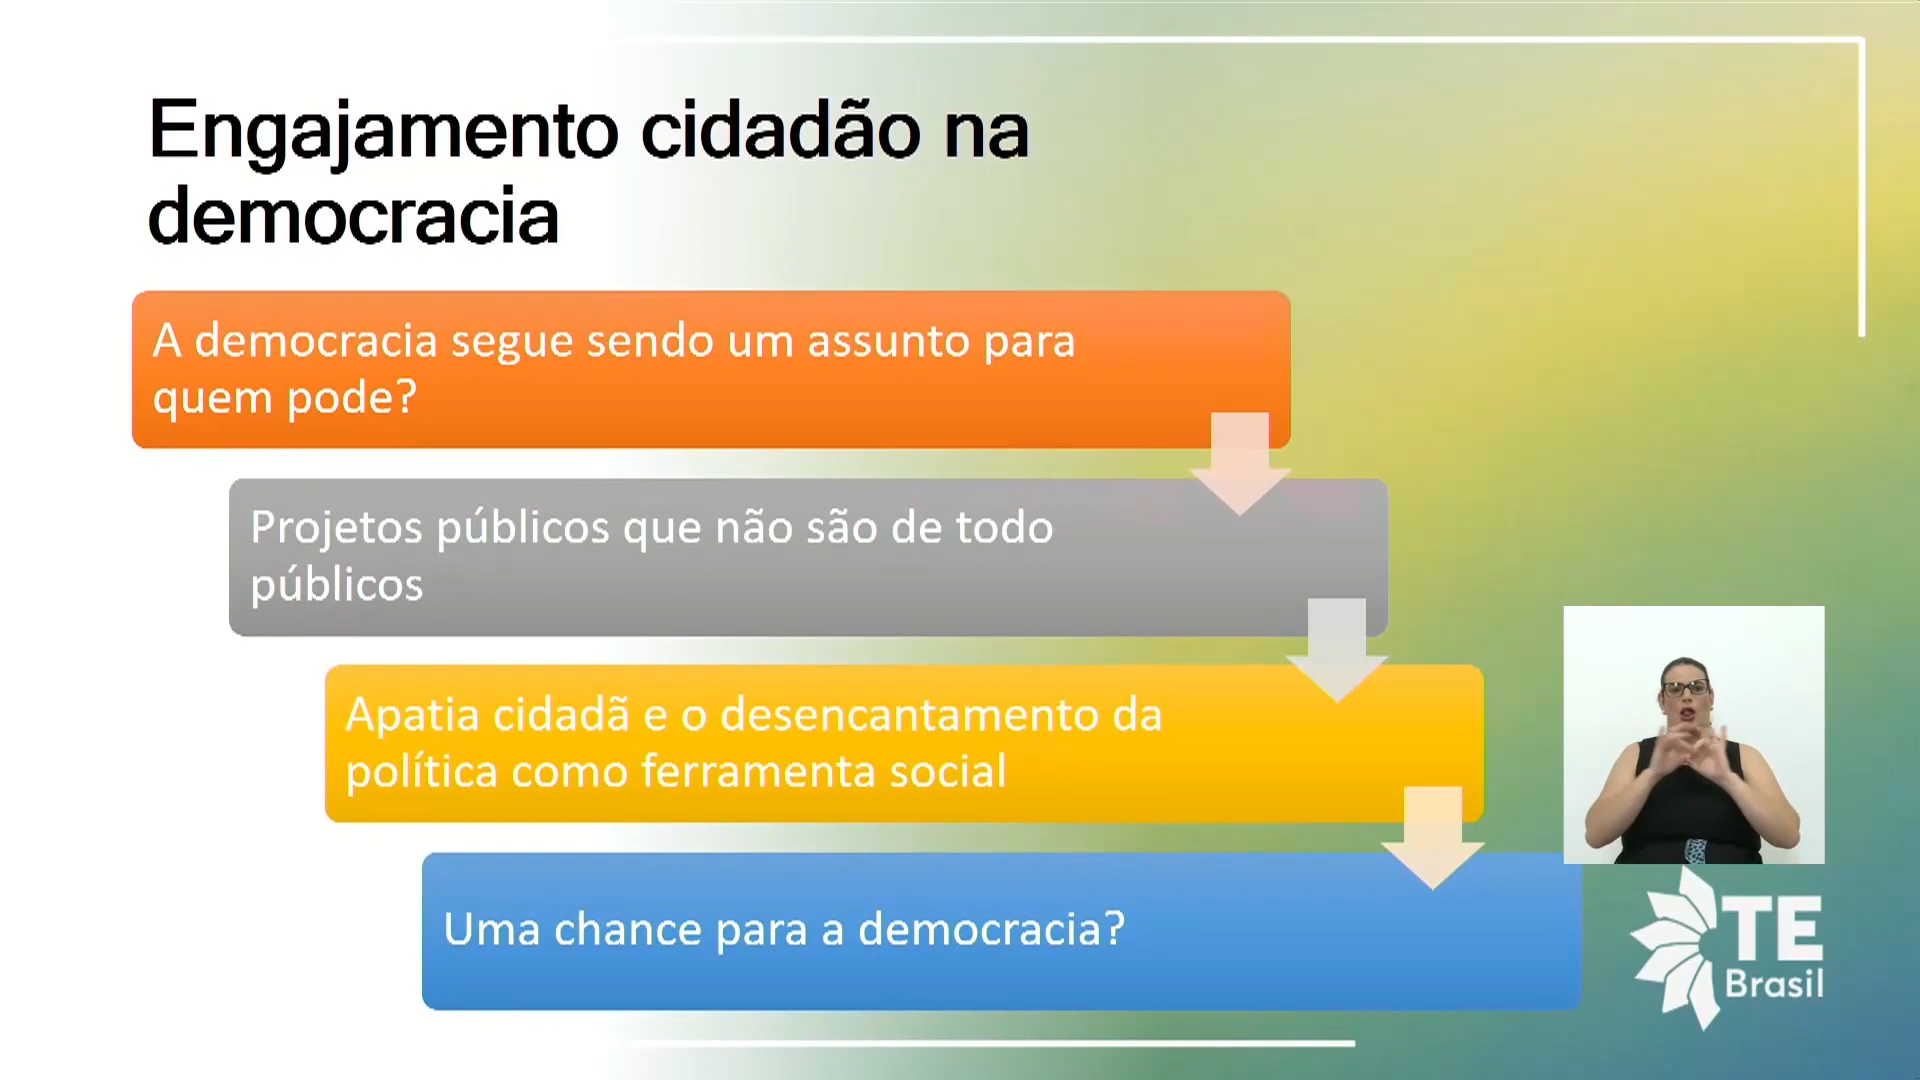 Engajamento cidadão na
democracia
A democracia segue sendo um assunto para
quem pode?
Projetos públicos que não são de todo
públicos
Apatia cidadã e o desencantamento da
política como ferramenta social
Uma chance para a democracia?
TE
Brasil